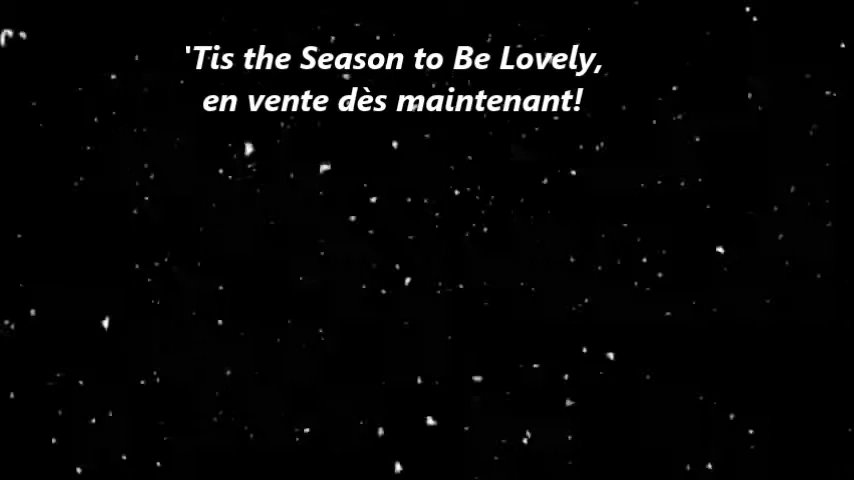 'Tis the Season to Be Lovely,
en vente dès maintenant!